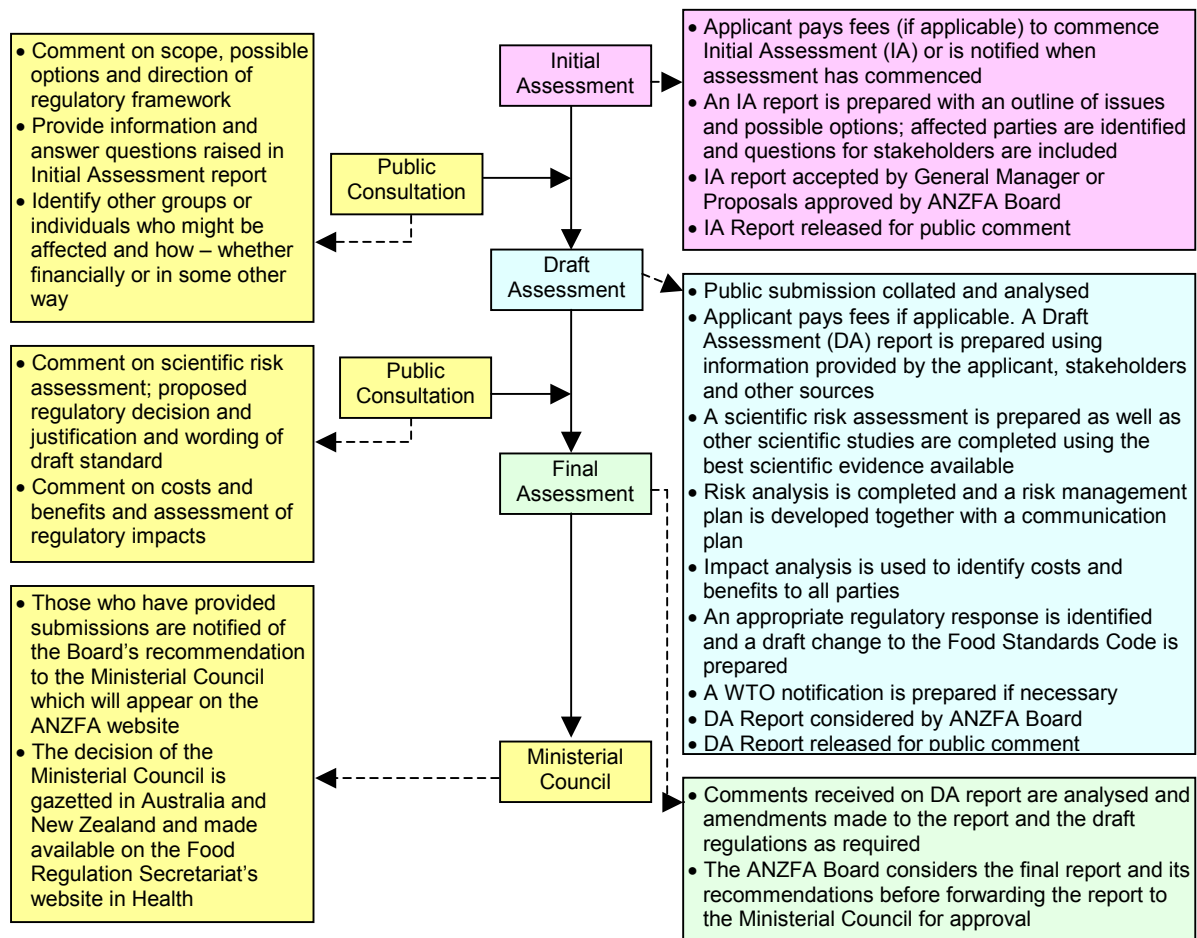 • Comment on scope, possible
options and direction of
regulatory framework
• Provide information and
answer questions raised in
Initial Assessment report
• Identify other groups or
individuals who might be
affected and how – whether
financially or in some other
way
Public
Consultation
Initial
Assessment
• Applicant pays fees (if applicable) to commence
Initial Assessment (IA) or is notified when
assessment has commenced
• An IA report is prepared with an outline of issues
and possible options; affected parties are identified
and questions for stakeholders are included
• IA report accepted by General Manager or
Proposals approved by ANZFA Board
• IA Report released for public comment
Draft
Assessment
• Public submission collated and analysed
• Applicant pays fees if applicable. A Draft
Assessment (DA) report is prepared using
information provided by the applicant, stakeholders
and other sources
• A scientific risk assessment is prepared as well as
other scientific studies are completed using the
best scientific evidence available
• Risk analysis is completed and a risk management
plan is developed together with a communication
plan
• Impact analysis is used to identify costs and
benefits to all parties
• An appropriate regulatory response is identified
and a draft change to the Food Standards Code is
prepared
• A WTO notification is prepared if necessary
• DA Report considered by ANZFA Board
• DA Report released for public comment
• Comment on scientific risk
assessment; proposed
regulatory decision and
justification and wording of
draft standard
• Comment on costs and
benefits and assessment of
regulatory impacts
Public
Consultation
Final
Assessment
• Those who have provided
submissions are notified of
the Board’s recommendation
to the Ministerial Council
which will appear on the
ANZFA website
• The decision of the
Ministerial Council is
gazetted in Australia and
New Zealand and made
available on the Food
Regulation Secretariat’s
website in Health
Ministerial
Council
• Comments received on DA report are analysed and
amendments made to the report and the draft
regulations as required
• The ANZFA Board considers the final report and its
recommendations before forwarding the report to
the Ministerial Council for approval